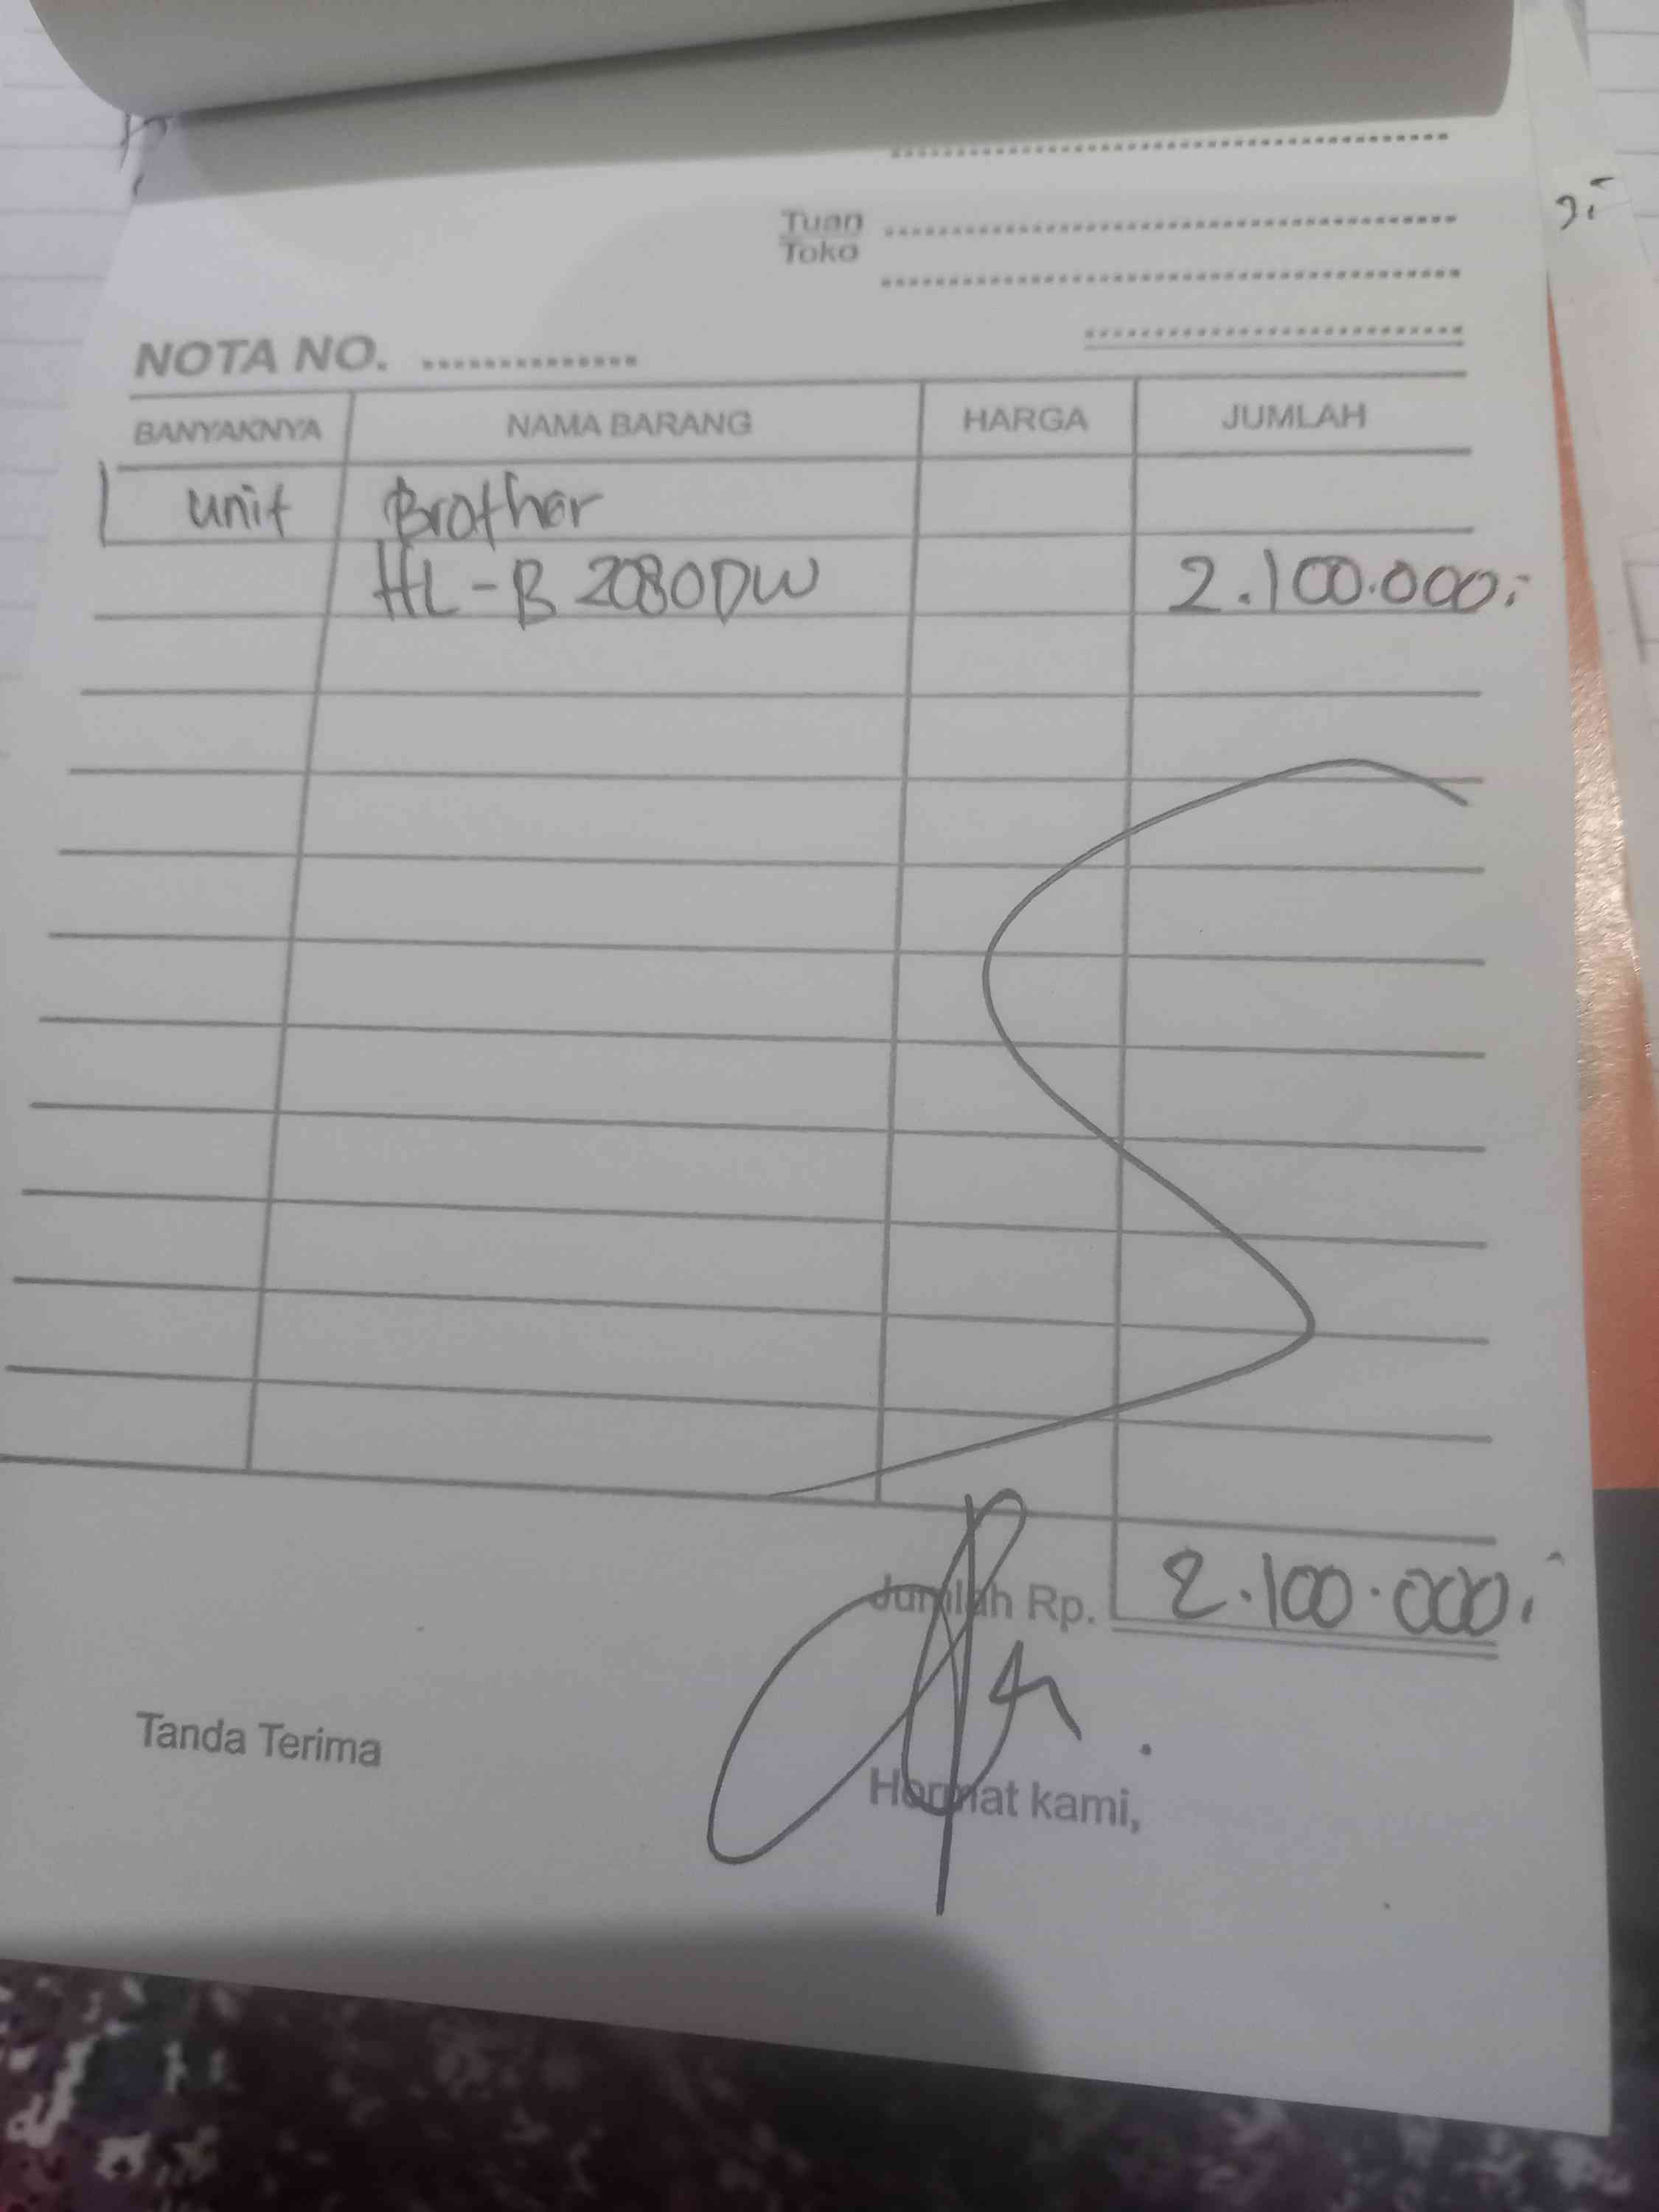 Tuan
Toko
NOTA NO.
BANYAKNYA NAMA BARANG HARGA JUMLAH
1 unit Brother
HL-B 2080DW 2.100.000,-
Jumlah Rp. 2.100.000,-
Tanda Terima
Hormat kami,